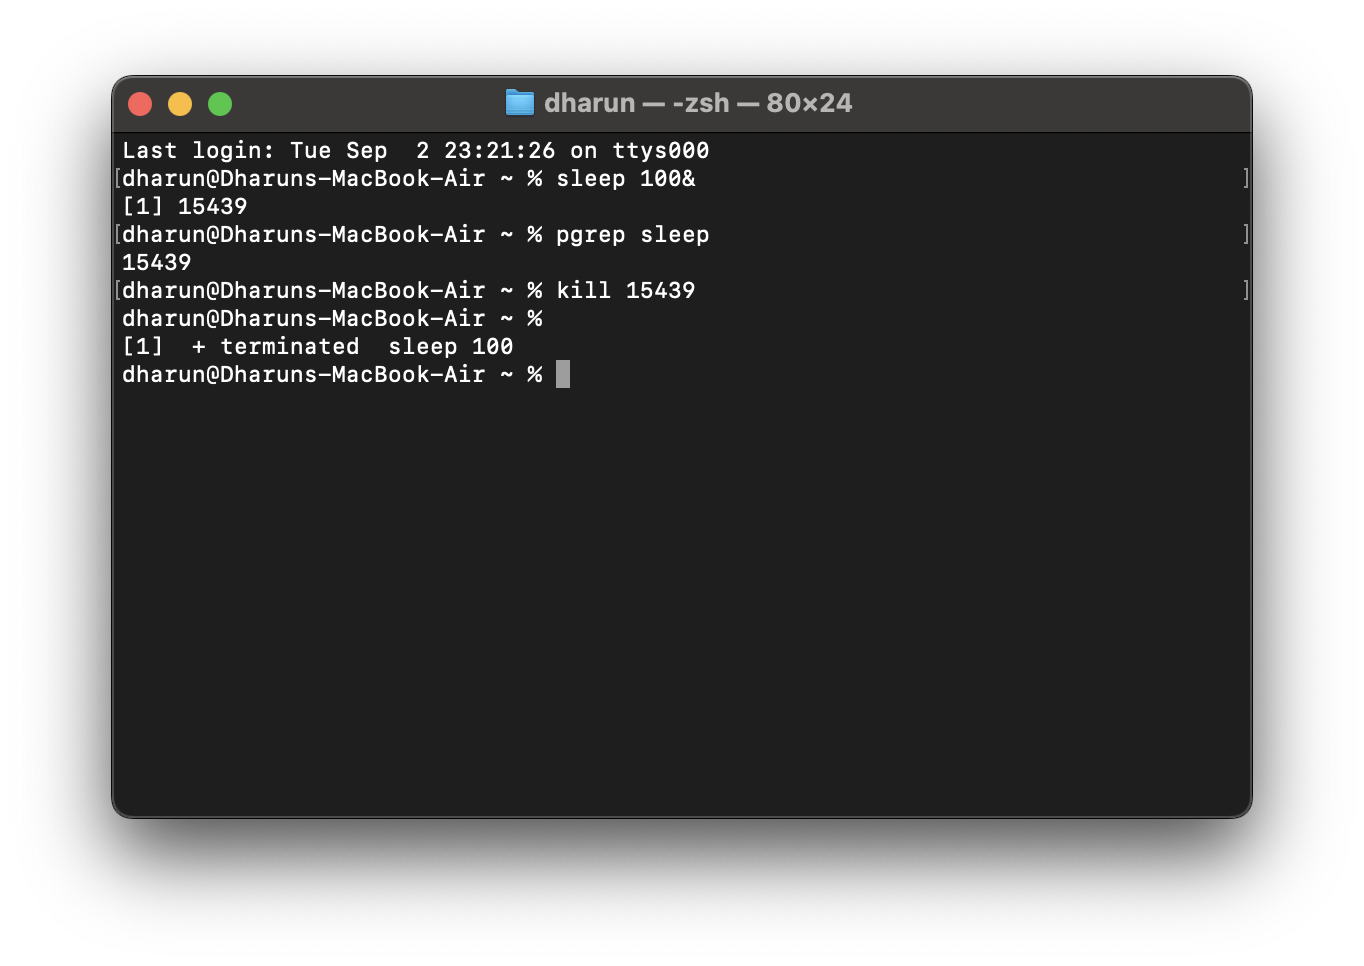 dharun — -zsh — 80×24
Last login: Tue Sep  2 23:21:26 on ttys000
[dharun@Dharuns-MacBook-Air ~ % sleep 100& ]
[1] 15439
[dharun@Dharuns-MacBook-Air ~ % pgrep sleep ]
15439
[dharun@Dharuns-MacBook-Air ~ % kill 15439 ]
dharun@Dharuns-MacBook-Air ~ %
[1]  + terminated  sleep 100
dharun@Dharuns-MacBook-Air ~ %